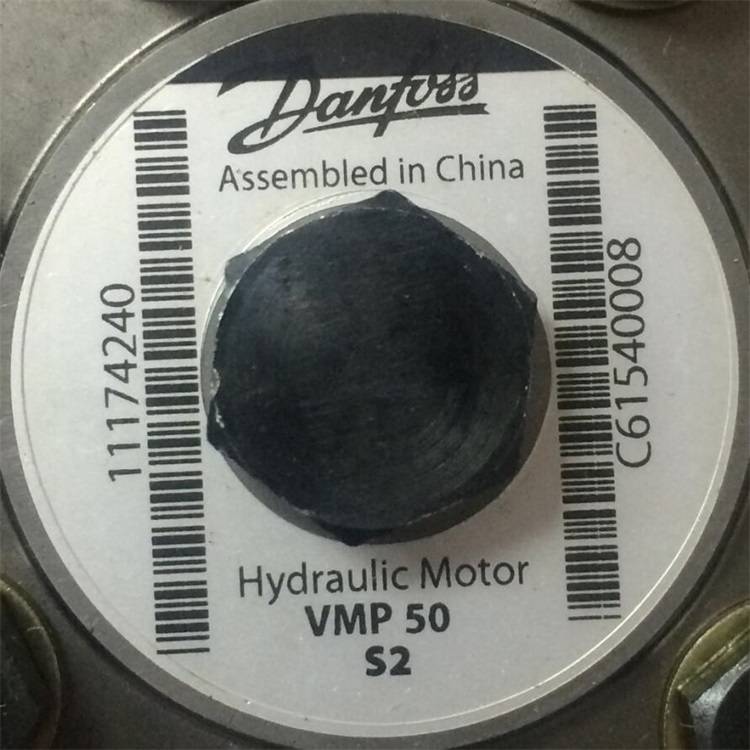 Danfoss
Assembled in China
11174240
C61540008
Hydraulic Motor
VMP 50
S2